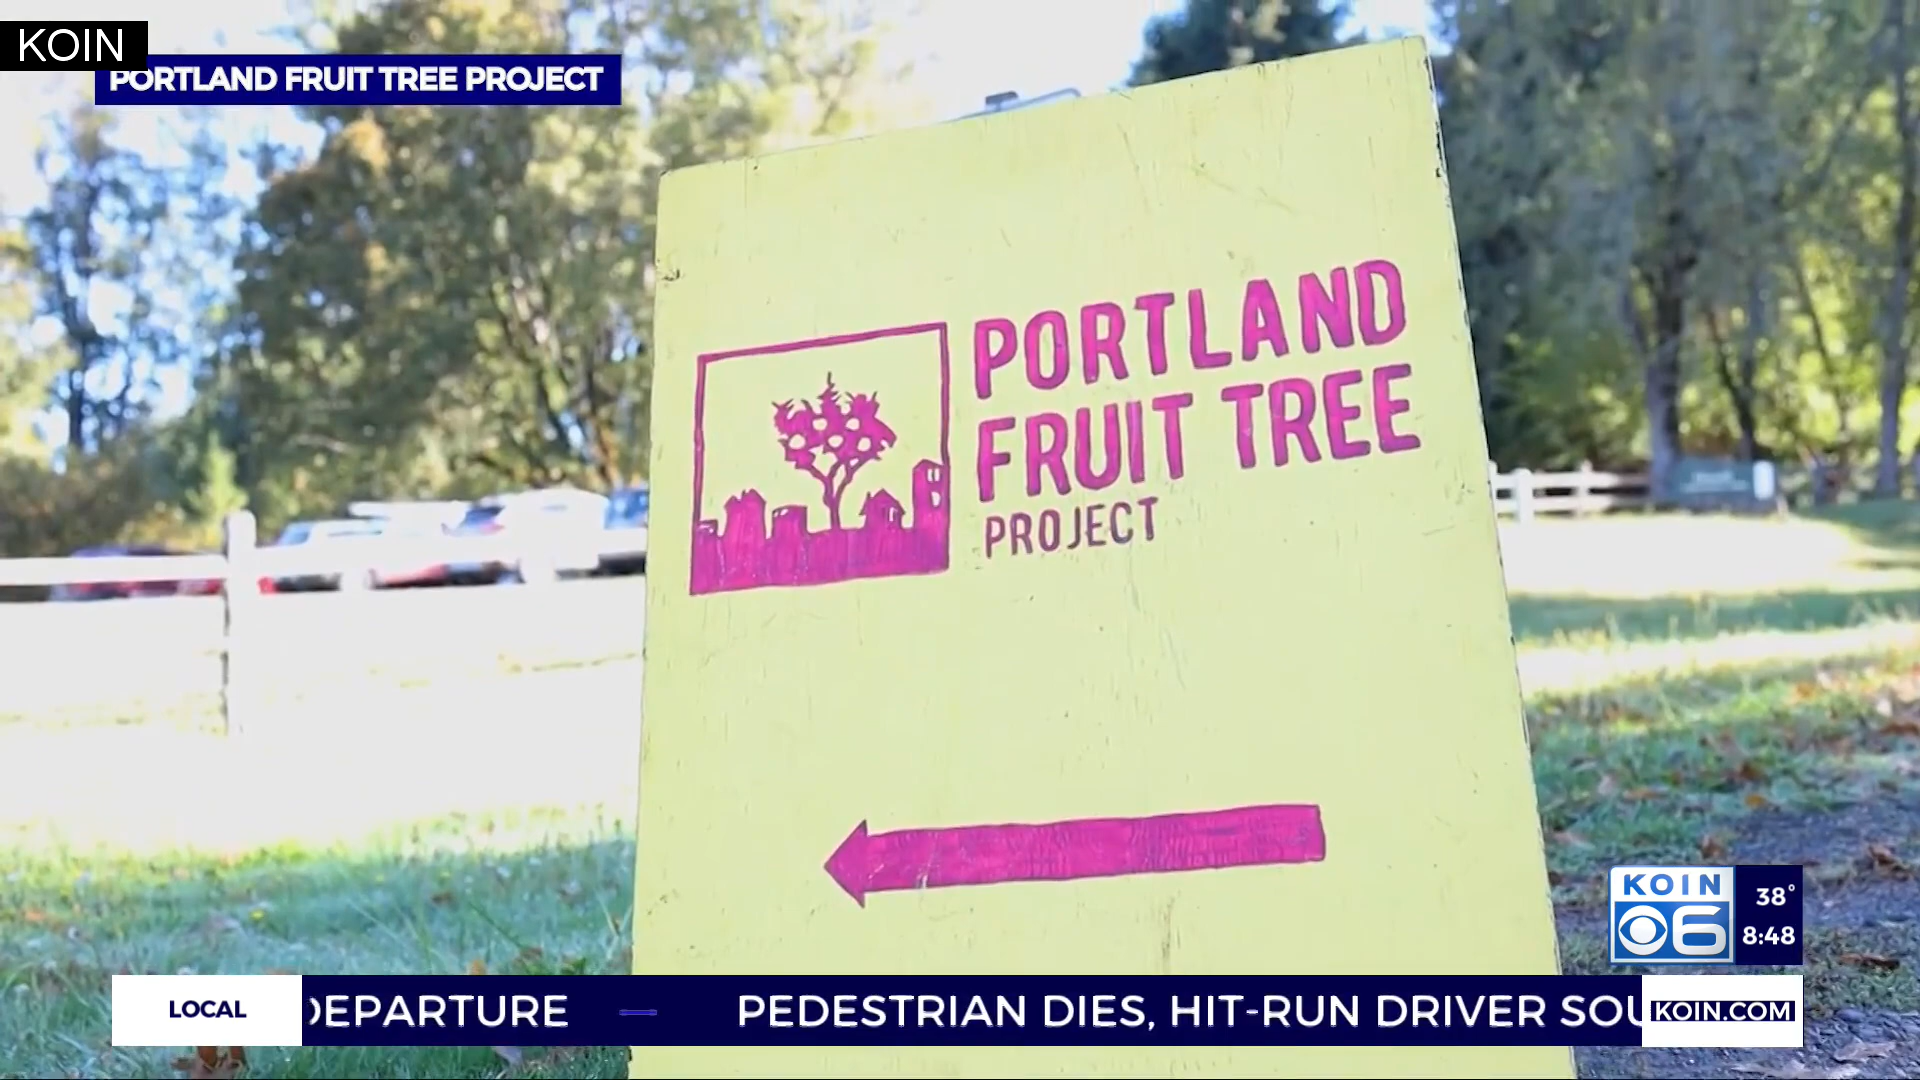 KOIN
PORTLAND FRUIT TREE PROJECT
PORTLAND
FRUIT TREE
PROJECT
KOIN
6
38°
8:48
LOCAL
DEPARTURE — PEDESTRIAN DIES, HIT-RUN DRIVER SOU
KOIN.COM